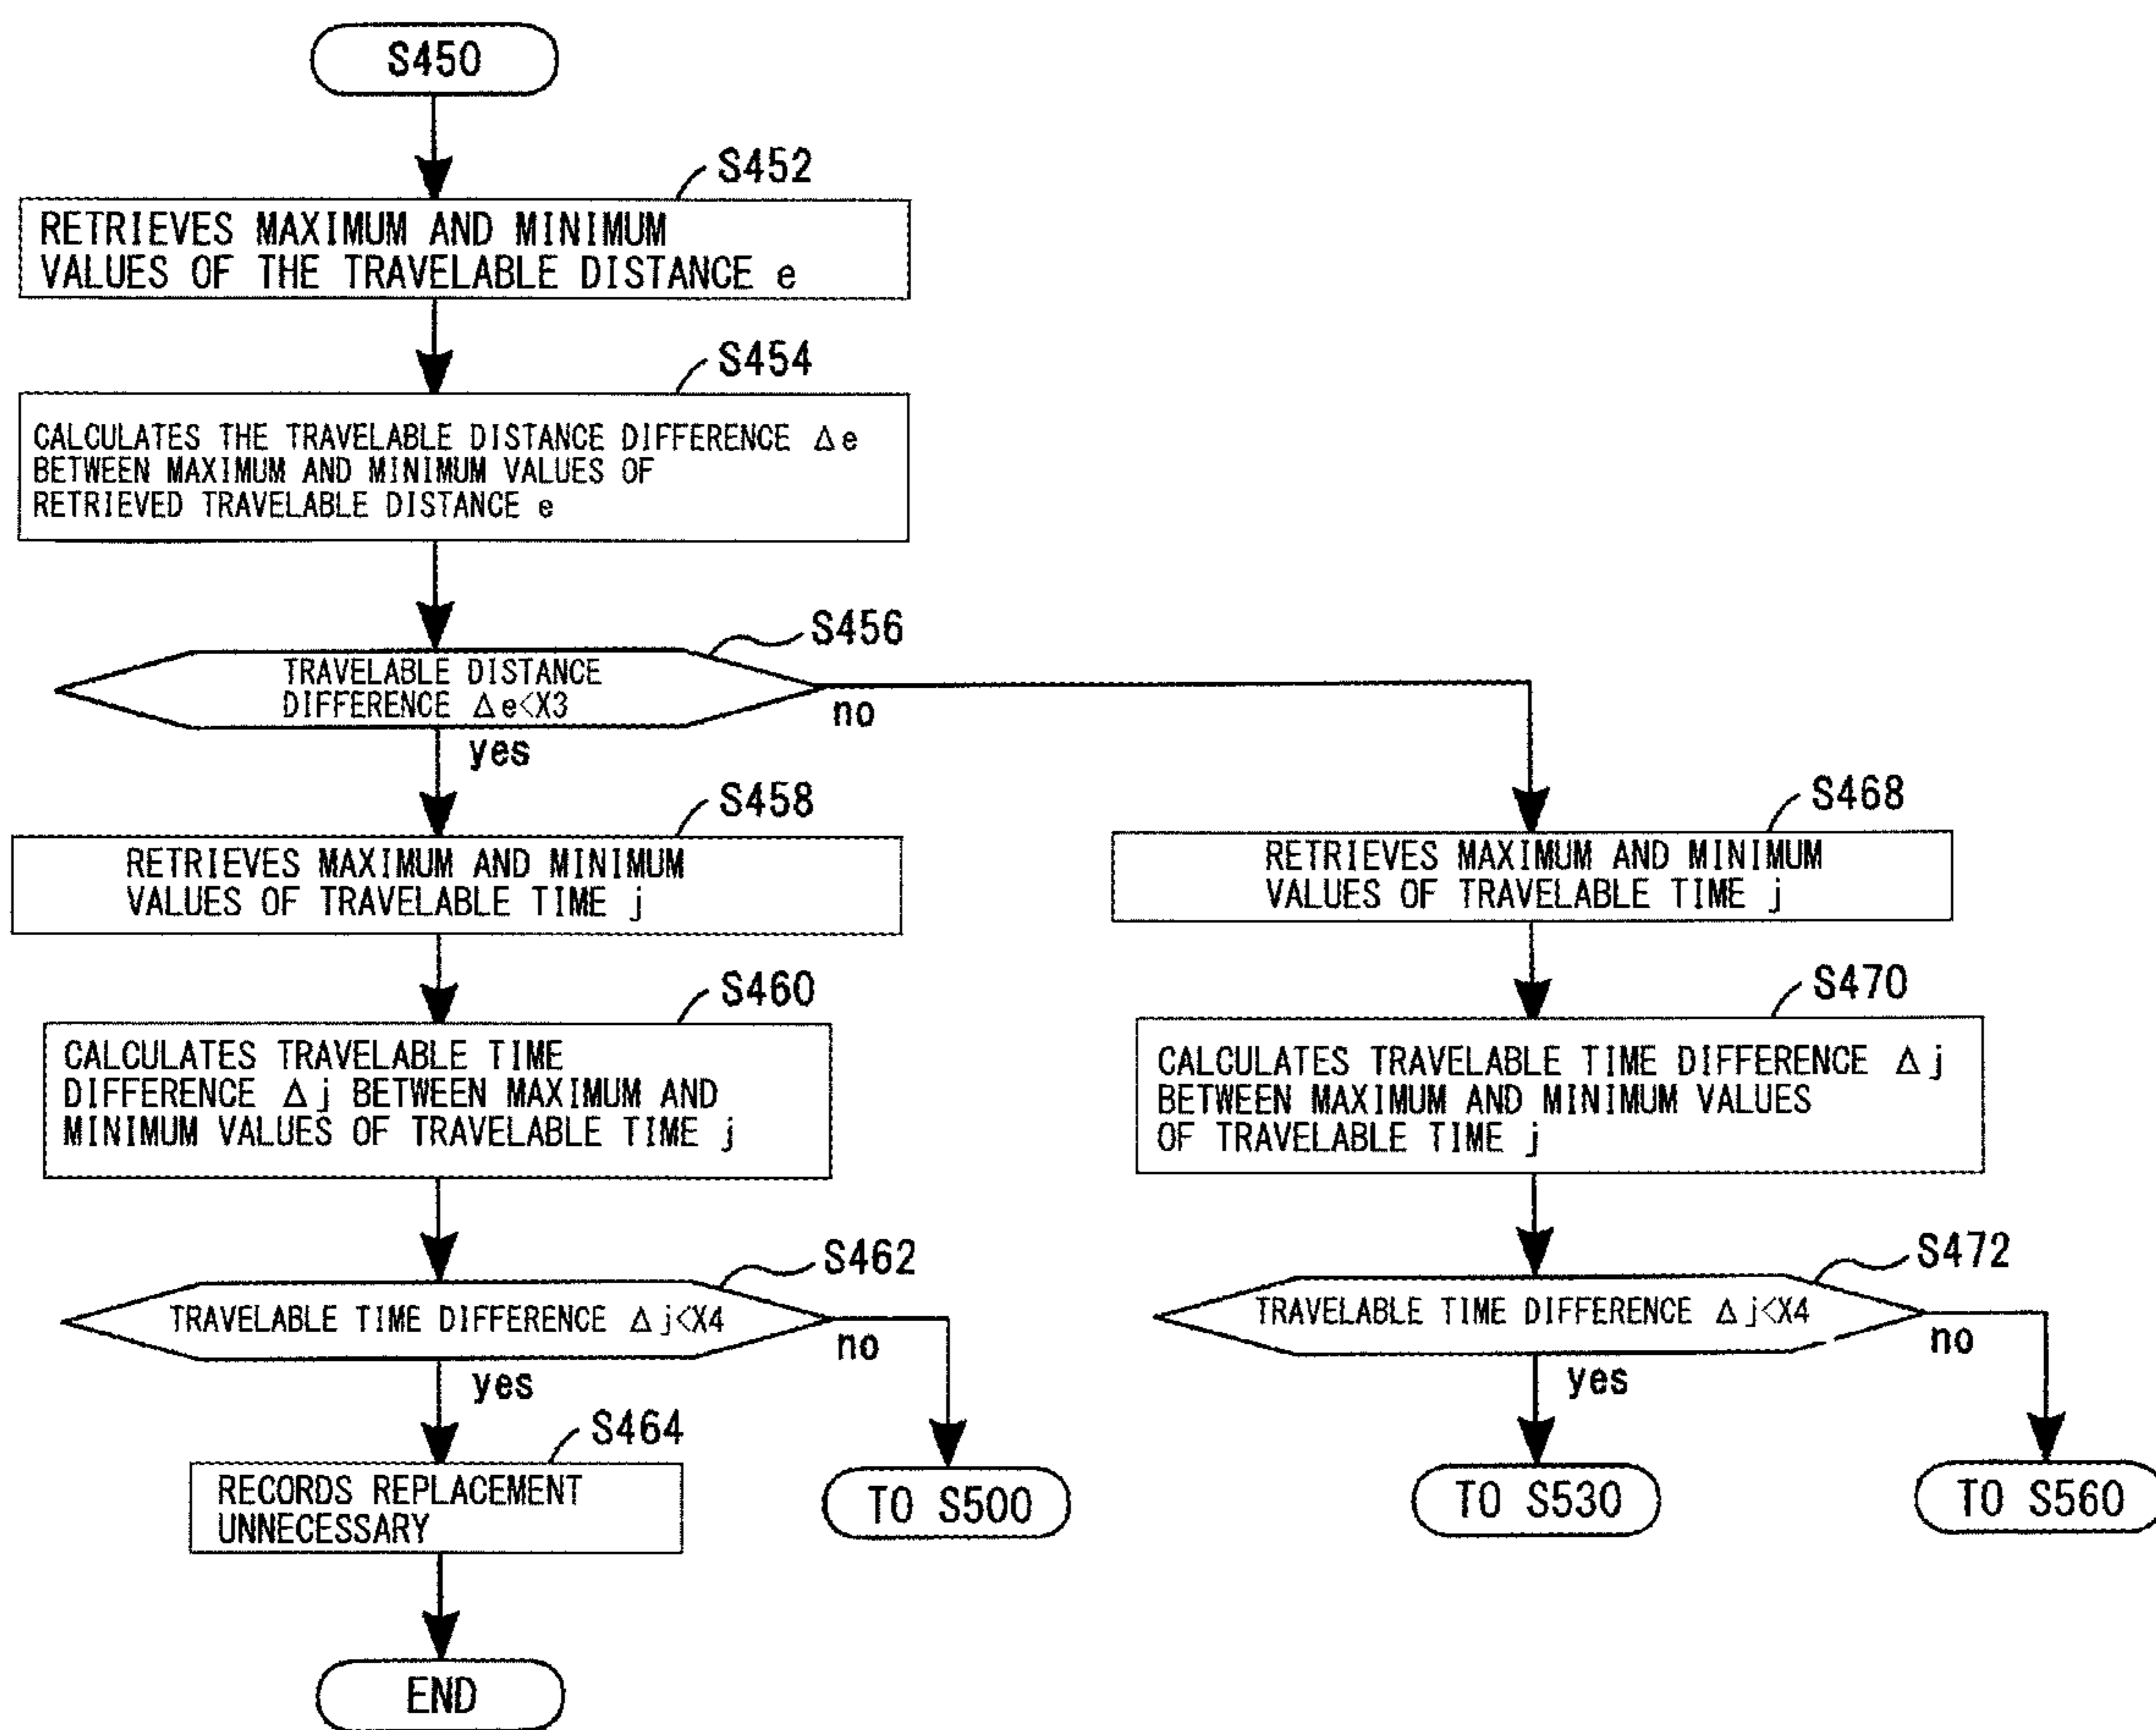 S450
S452
RETRIEVES MAXIMUM AND MINIMUM
VALUES OF THE TRAVELABLE DISTANCE e
S454
CALCULATES THE TRAVELABLE DISTANCE DIFFERENCE Δe
BETWEEN MAXIMUM AND MINIMUM VALUES OF
RETRIEVED TRAVELABLE DISTANCE e
S456
TRAVELABLE DISTANCE
DIFFERENCE Δe<X3
no
yes
S458
RETRIEVES MAXIMUM AND MINIMUM
VALUES OF TRAVELABLE TIME j
S460
CALCULATES TRAVELABLE TIME
DIFFERENCE Δj BETWEEN MAXIMUM AND
MINIMUM VALUES OF TRAVELABLE TIME j
S462
TRAVELABLE TIME DIFFERENCE Δj<X4
no
yes
S464
RECORDS REPLACEMENT
UNNECESSARY
TO S500
END
S468
RETRIEVES MAXIMUM AND MINIMUM
VALUES OF TRAVELABLE TIME j
S470
CALCULATES TRAVELABLE TIME DIFFERENCE Δj
BETWEEN MAXIMUM AND MINIMUM VALUES
OF TRAVELABLE TIME j
S472
TRAVELABLE TIME DIFFERENCE Δj<X4
no
yes
TO S530
TO S560